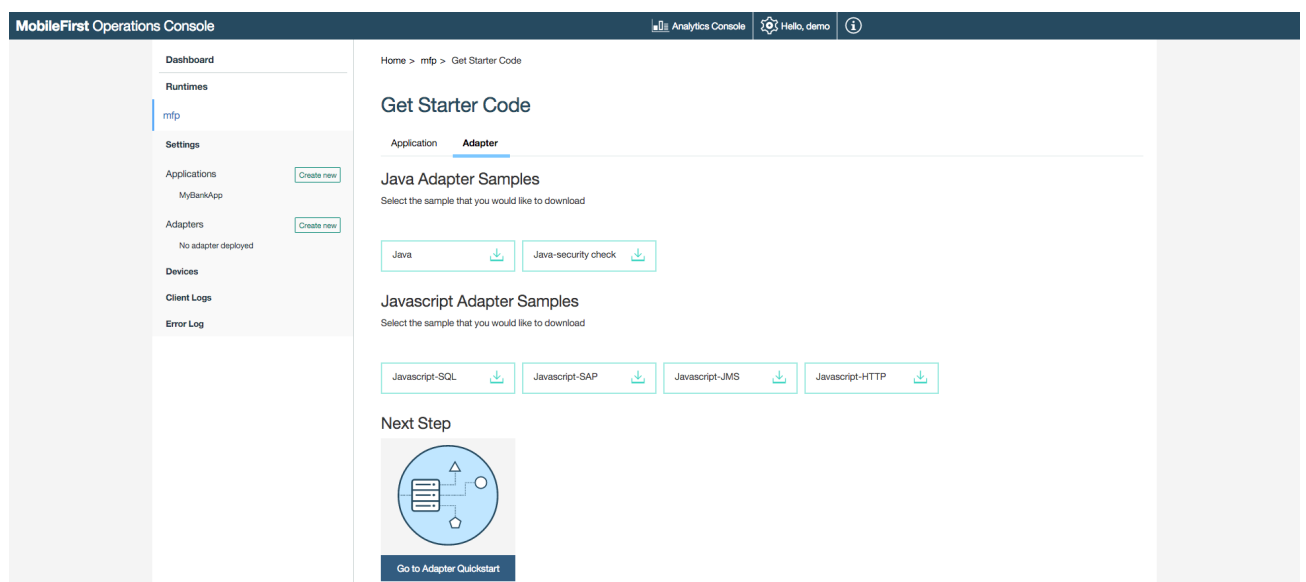 MobileFirst Operations Console
Analytics Console
Hello, demo
Dashboard
Runtimes
mfp
Settings
Applications
Create new
MyBankApp
Adapters
Create new
No adapter deployed
Devices
Client Logs
Error Log
Home > mfp > Get Starter Code
Get Starter Code
Application Adapter
Java Adapter Samples
Select the sample that you would like to download
Java Java-security check
Javascript Adapter Samples
Select the sample that you would like to download
Javascript-SQL Javascript-SAP Javascript-JMS Javascript-HTTP
Next Step
Go to Adapter Quickstart